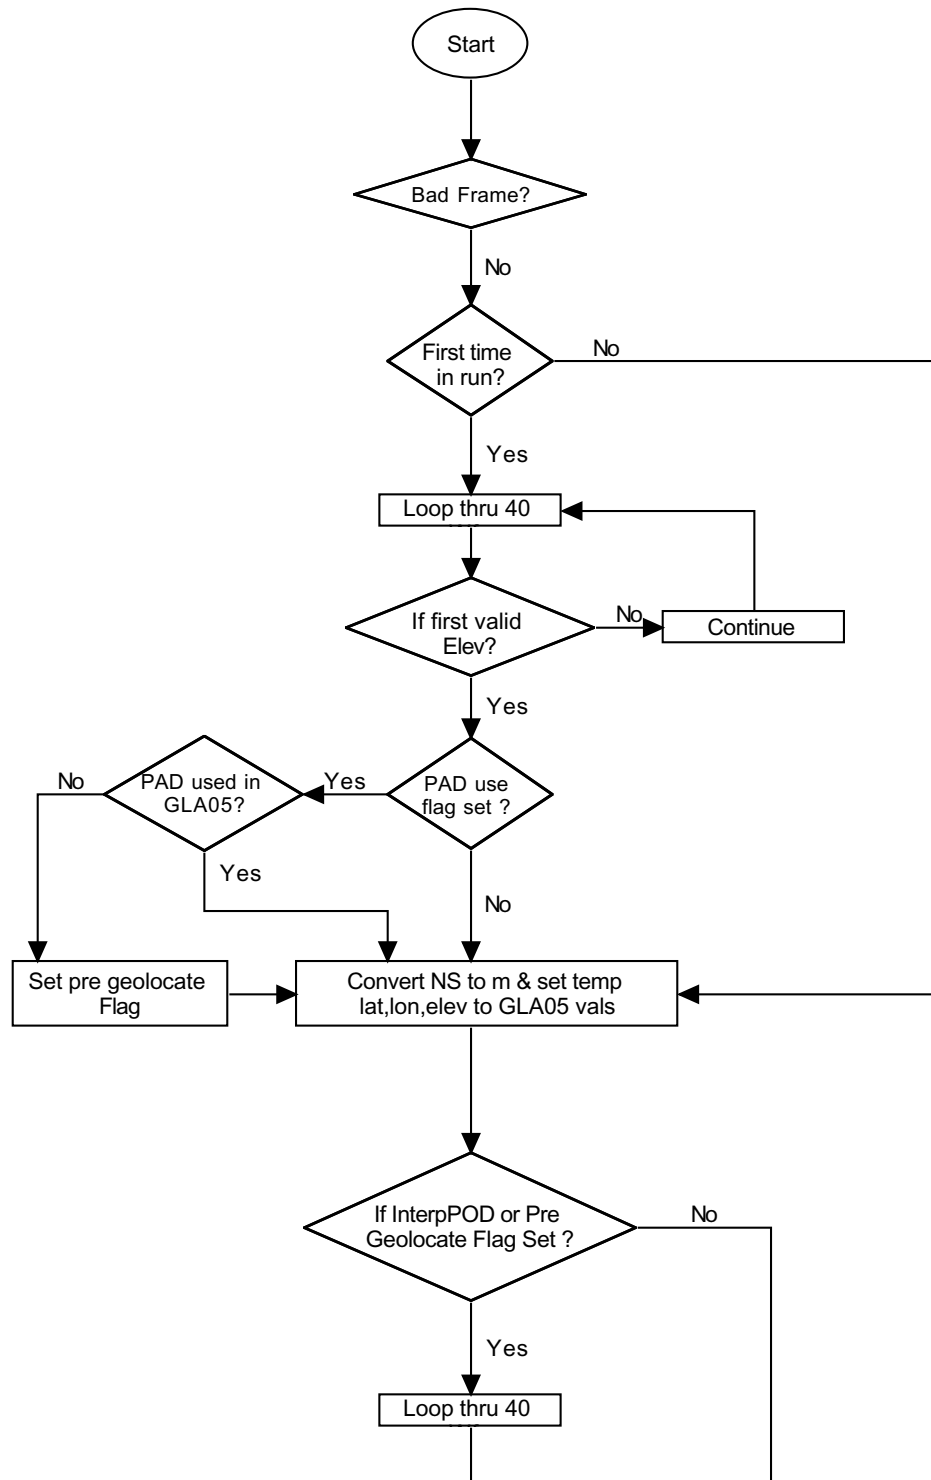 Start
Bad Frame?
No
First time
in run?
No
Yes
Loop thru 40
If first valid
Elev?
No
Continue
Yes
PAD used in
GLA05?
No
Yes
PAD use
flag set ?
Yes
No
Set pre geolocate
Flag
Convert NS to m & set temp
lat,lon,elev to GLA05 vals
If InterpPOD or Pre
Geolocate Flag Set ?
No
Yes
Loop thru 40